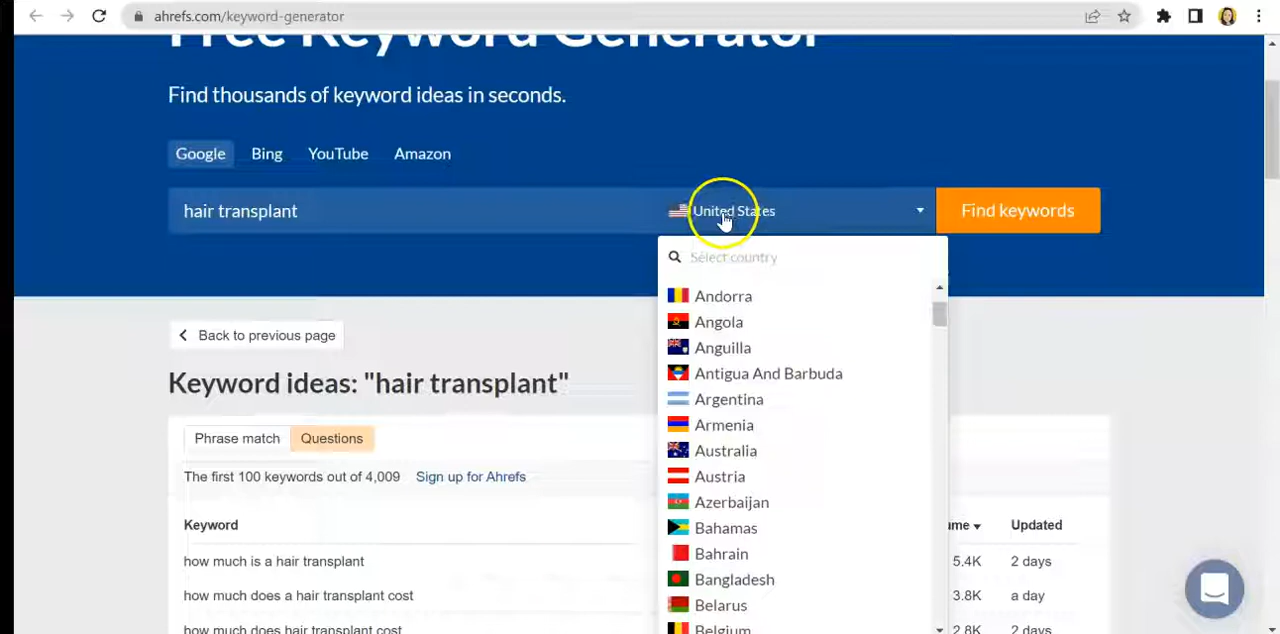 ahrefs.com/keyword-generator
Free Keyword Generator
Find thousands of keyword ideas in seconds.
Google Bing YouTube Amazon
hair transplant United States Find keywords
Select country
Andorra
Angola
Back to previous page
Anguilla
Keyword ideas: "hair transplant"
Antigua And Barbuda
Argentina
Armenia
Phrase match Questions
Australia
The first 100 keywords out of 4,009 Sign up for Ahrefs
Austria
Azerbaijan
Keyword ume Updated
Bahamas
Bahrain
how much is a hair transplant 5.4K 2 days
Bangladesh
how much does a hair transplant cost 3.8K a day
Belarus
how much does hair transplant cost 2.8K 2 days
Belgium